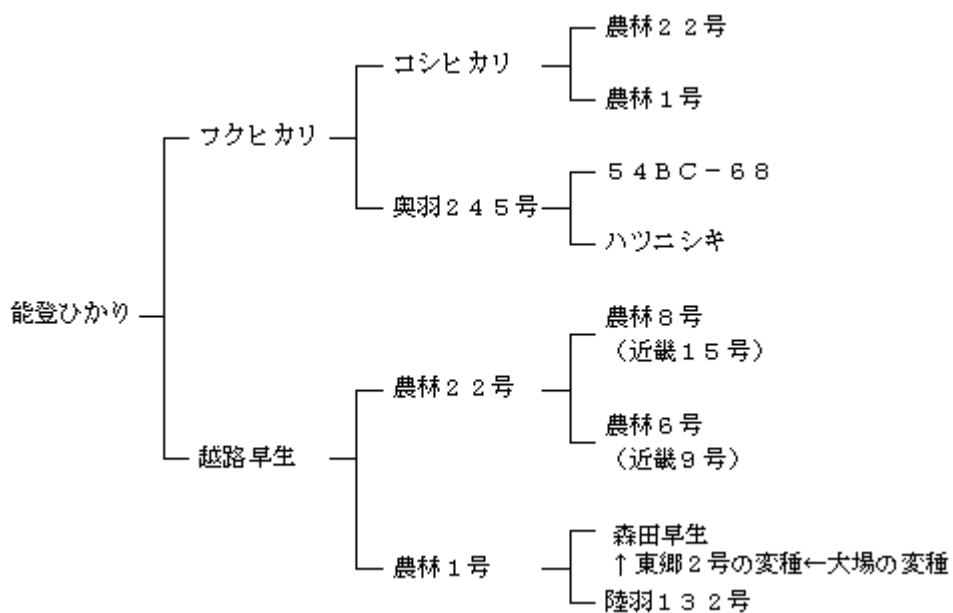 農林２２号
コシヒカリ
農林１号
フクヒカリ
５４ＢＣ－６８
奥羽２４５号
ハツニシキ
能登ひかり
農林８号
（近畿１５号）
農林２２号
農林６号
（近畿９号）
越路早生
森田早生
↑東郷２号の変種←大場の変種
農林１号
陸羽１３２号